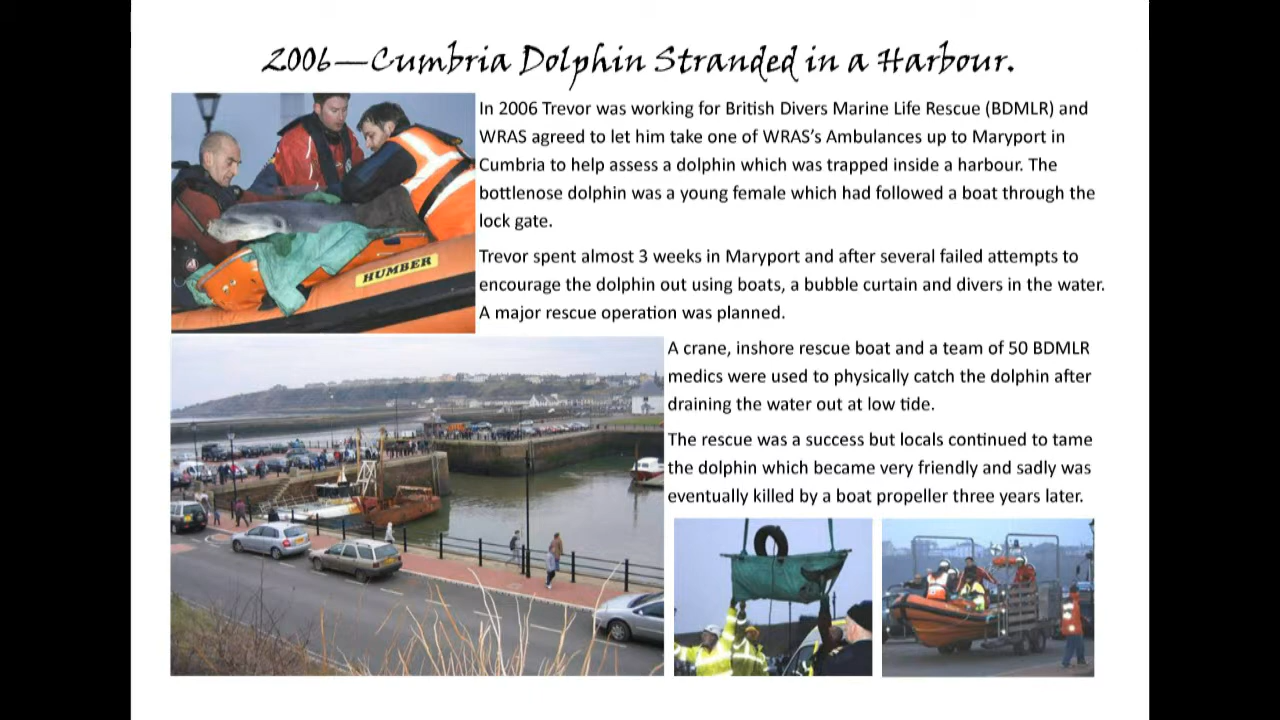 2006—Cumbria Dolphin Stranded in a Harbour.
In 2006 Trevor was working for British Divers Marine Life Rescue (BDMLR) and
WRAS agreed to let him take one of WRAS's Ambulances up to Maryport in
Cumbria to help assess a dolphin which was trapped inside a harbour. The
bottlenose dolphin was a young female which had followed a boat through the
lock gate.
Trevor spent almost 3 weeks in Maryport and after several failed attempts to
encourage the dolphin out using boats, a bubble curtain and divers in the water.
A major rescue operation was planned.
HUMBER
A crane, inshore rescue boat and a team of 50 BDMLR
medics were used to physically catch the dolphin after
draining the water out at low tide.
The rescue was a success but locals continued to tame
the dolphin which became very friendly and sadly was
eventually killed by a boat propeller three years later.